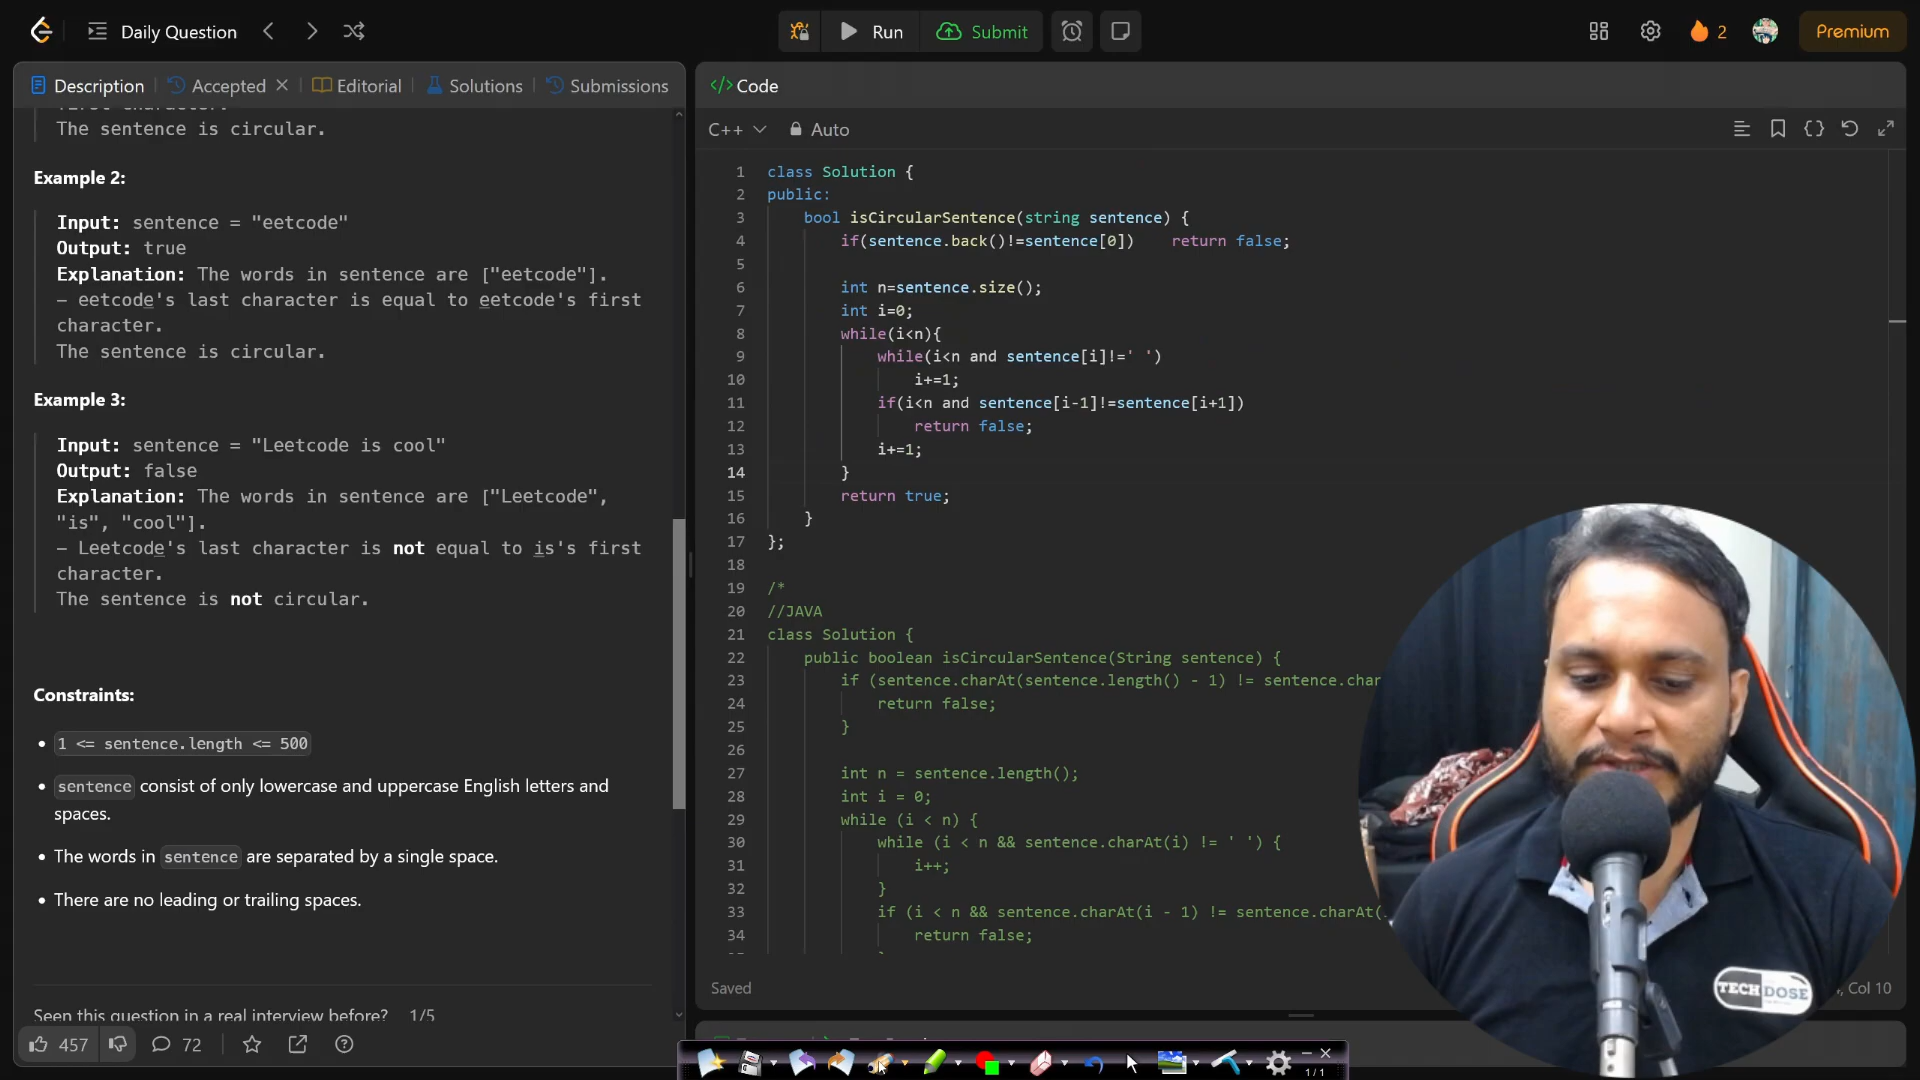 Daily Question
Run
Submit
2
Premium
Description
Accepted
Editorial
Solutions
Submissions
The sentence is circular.
Example 2:
Input: sentence = "eetcode"
Output: true
Explanation: The words in sentence are ["eetcode"].
- eetcode's last character is equal to eetcode's first
character.
The sentence is circular.
Example 3:
Input: sentence = "Leetcode is cool"
Output: false
Explanation: The words in sentence are ["Leetcode",
"is", "cool"].
- Leetcode's last character is not equal to is's first
character.
The sentence is not circular.
Constraints:
• 1 <= sentence.length <= 500
• sentence consist of only lowercase and uppercase English letters and
spaces.
• The words in sentence are separated by a single space.
• There are no leading or trailing spaces.
Seen this question in a real interview before? 1/5
457
72
</> Code
C++
Auto
1 class Solution {
2 public:
3 bool isCircularSentence(string sentence) {
4 if(sentence.back()!=sentence[0]) return false;
5
6 int n=sentence.size();
7 int i=0;
8 while(i<n){
9 while(i<n and sentence[i]!=' ')
10 i+=1;
11 if(i<n and sentence[i-1]!=sentence[i+1])
12 return false;
13 i+=1;
14 }
15 return true;
16 }
17 };
18
19 /*
20 //JAVA
21 class Solution {
22 public boolean isCircularSentence(String sentence) {
23 if (sentence.charAt(sentence.length() - 1) != sentence.char
24 return false;
25 }
26
27 int n = sentence.length();
28 int i = 0;
29 while (i < n) {
30 while (i < n && sentence.charAt(i) != ' ') {
31 i++;
32 }
33 if (i < n && sentence.charAt(i - 1) != sentence.charAt(
34 return false;
Saved
Col 10
TECH DOSE
1/1